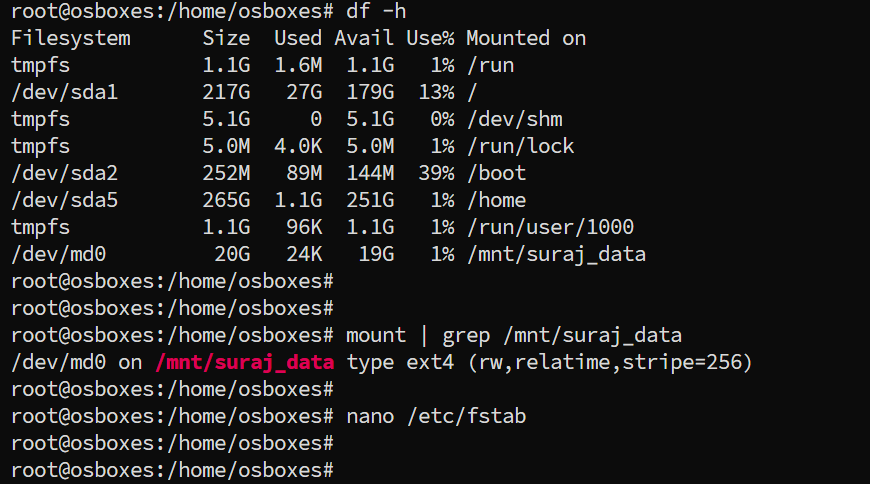 root@osboxes:/home/osboxes# df -h
Filesystem      Size  Used Avail Use% Mounted on
tmpfs           1.1G  1.6M  1.1G   1% /run
/dev/sda1       217G   27G  179G  13% /
tmpfs           5.1G     0  5.1G   0% /dev/shm
tmpfs           5.0M  4.0K  5.0M   1% /run/lock
/dev/sda2       252M   89M  144M  39% /boot
/dev/sda5       265G  1.1G  251G   1% /home
tmpfs           1.1G   96K  1.1G   1% /run/user/1000
/dev/md0         20G   24K   19G   1% /mnt/suraj_data
root@osboxes:/home/osboxes#
root@osboxes:/home/osboxes#
root@osboxes:/home/osboxes# mount | grep /mnt/suraj_data
/dev/md0 on /mnt/suraj_data type ext4 (rw,relatime,stripe=256)
root@osboxes:/home/osboxes#
root@osboxes:/home/osboxes# nano /etc/fstab
root@osboxes:/home/osboxes#
root@osboxes:/home/osboxes#